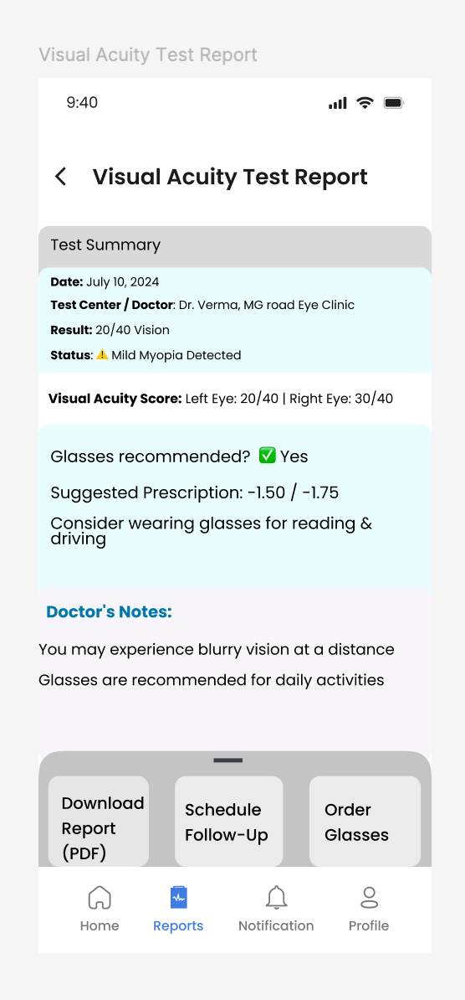 Visual Acuity Test Report
9:40
Visual Acuity Test Report
Test Summary
Date: July 10, 2024
Test Center / Doctor: Dr. Verma, MG road Eye Clinic
Result: 20/40 Vision
Status: ⚠️ Mild Myopia Detected
Visual Acuity Score: Left Eye: 20/40 | Right Eye: 30/40
Glasses recommended? ✅ Yes
Suggested Prescription: -1.50 / -1.75
Consider wearing glasses for reading &
driving
Doctor's Notes:
You may experience blurry vision at a distance
Glasses are recommended for daily activities
Download
Report
(PDF)
Schedule
Follow-Up
Order
Glasses
Home
Reports
Notification
Profile